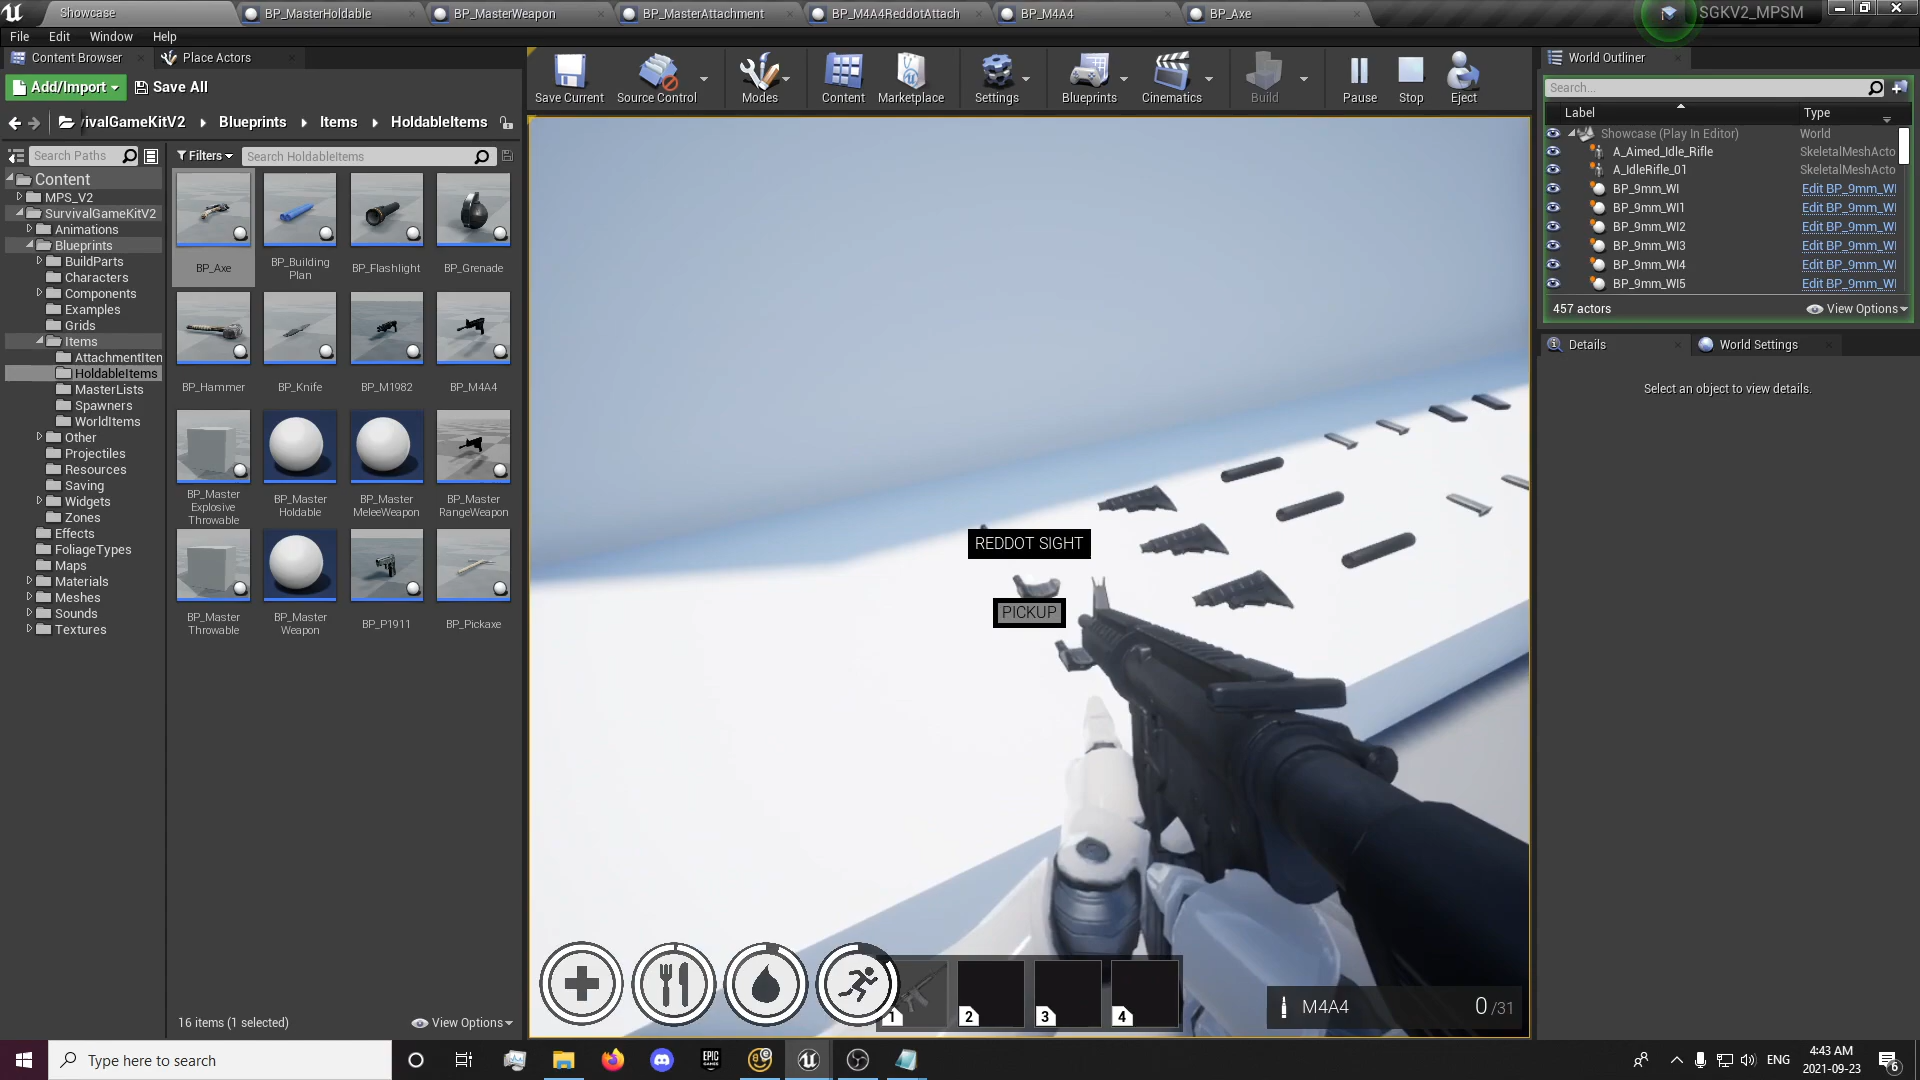 Showcase
BP_MasterHoldable
BP_MasterWeapon
BP_MasterAttachment
BP_M4A4ReddotAttach
BP_M4A4
BP_Axe
SGKV2_MPSM
File Edit Window Help
Content Browser
Place Actors
Add/Import
Save All
ivalGameKitV2 Blueprints Items HoldableItems
Search Paths
Filters
Search HoldableItems
Content
MPS_V2
SurvivalGameKitV2
Animations
Blueprints
BuildParts
Characters
Components
Examples
Grids
Items
AttachmentIten
HoldableItems
MasterLists
Spawners
WorldItems
Other
Projectiles
Resources
Saving
Widgets
Zones
Effects
FoliageTypes
Maps
Materials
Meshes
Sounds
Textures
BP_Axe
BP_Building
Plan
BP_Flashlight
BP_Grenade
BP_Hammer
BP_Knife
BP_M1982
BP_M4A4
BP_Master
Explosive
Throwable
BP_Master
Holdable
BP_Master
MeleeWeapon
BP_Master
RangeWeapon
BP_Master
Throwable
BP_Master
Weapon
BP_P1911
BP_Pickaxe
16 items (1 selected)
View Options
Save Current
Source Control
Modes
Content
Marketplace
Settings
Blueprints
Cinematics
Build
Pause
Stop
Eject
REDDOT SIGHT
PICKUP
1
2
3
4
M4A4
0/31
World Outliner
Search...
Label Type
Showcase (Play In Editor) World
A_Aimed_Idle_Rifle SkeletalMeshActo
A_IdleRifle_01 SkeletalMeshActo
BP_9mm_WI Edit BP_9mm_WI
BP_9mm_WI1 Edit BP_9mm_WI
BP_9mm_WI2 Edit BP_9mm_WI
BP_9mm_WI3 Edit BP_9mm_WI
BP_9mm_WI4 Edit BP_9mm_WI
BP_9mm_WI5 Edit BP_9mm_WI
457 actors
View Options
Details
World Settings
Select an object to view details.
Type here to search
EPIC
GAMES
ENG
4:43 AM
2021-09-23
6